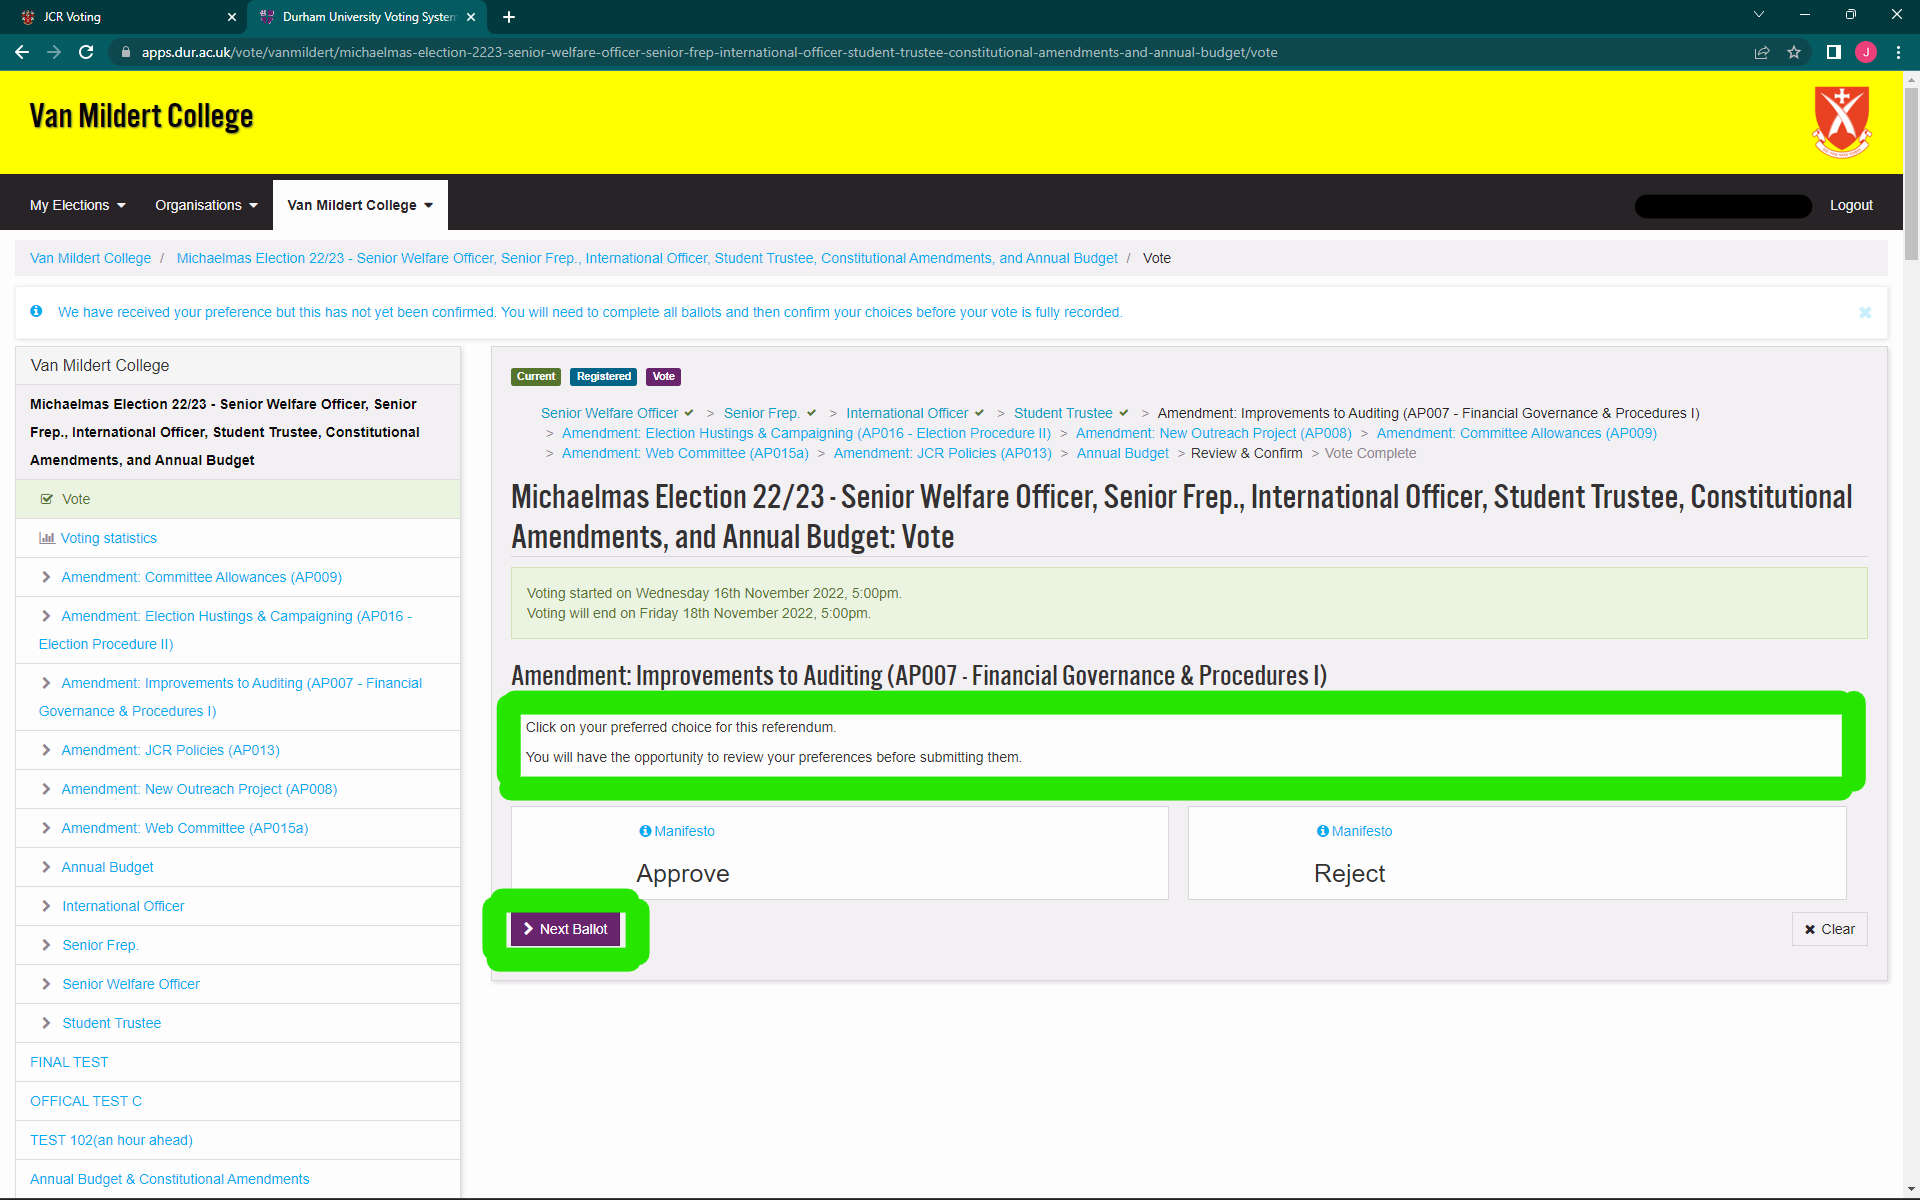 JCR Voting
Durham University Voting System
apps.dur.ac.uk/vote/vanmildert/michaelmas-election-2223-senior-welfare-officer-senior-frep-international-officer-student-trustee-constitutional-amendments-and-annual-budget/vote
J
Van Mildert College
My Elections
Organisations
Van Mildert College
Logout
Van Mildert College / Michaelmas Election 22/23 - Senior Welfare Officer, Senior Frep., International Officer, Student Trustee, Constitutional Amendments, and Annual Budget / Vote
We have received your preference but this has not yet been confirmed. You will need to complete all ballots and then confirm your choices before your vote is fully recorded.
Van Mildert College
Michaelmas Election 22/23 - Senior Welfare Officer, Senior
Frep., International Officer, Student Trustee, Constitutional
Amendments, and Annual Budget
Vote
Voting statistics
Amendment: Committee Allowances (AP009)
Amendment: Election Hustings & Campaigning (AP016 -
Election Procedure II)
Amendment: Improvements to Auditing (AP007 - Financial
Governance & Procedures I)
Amendment: JCR Policies (AP013)
Amendment: New Outreach Project (AP008)
Amendment: Web Committee (AP015a)
Annual Budget
International Officer
Senior Frep.
Senior Welfare Officer
Student Trustee
FINAL TEST
OFFICAL TEST C
TEST 102(an hour ahead)
Annual Budget & Constitutional Amendments
Current Registered Vote
Senior Welfare Officer > Senior Frep. > International Officer > Student Trustee > Amendment: Improvements to Auditing (AP007 - Financial Governance & Procedures I)
> Amendment: Election Hustings & Campaigning (AP016 - Election Procedure II) > Amendment: New Outreach Project (AP008) > Amendment: Committee Allowances (AP009)
> Amendment: Web Committee (AP015a) > Amendment: JCR Policies (AP013) > Annual Budget > Review & Confirm > Vote Complete
Michaelmas Election 22/23 - Senior Welfare Officer, Senior Frep., International Officer, Student Trustee, Constitutional
Amendments, and Annual Budget: Vote
Voting started on Wednesday 16th November 2022, 5:00pm.
Voting will end on Friday 18th November 2022, 5:00pm.
Amendment: Improvements to Auditing (AP007 - Financial Governance & Procedures I)
Click on your preferred choice for this referendum.
You will have the opportunity to review your preferences before submitting them.
Manifesto
Approve
Manifesto
Reject
Next Ballot
Clear